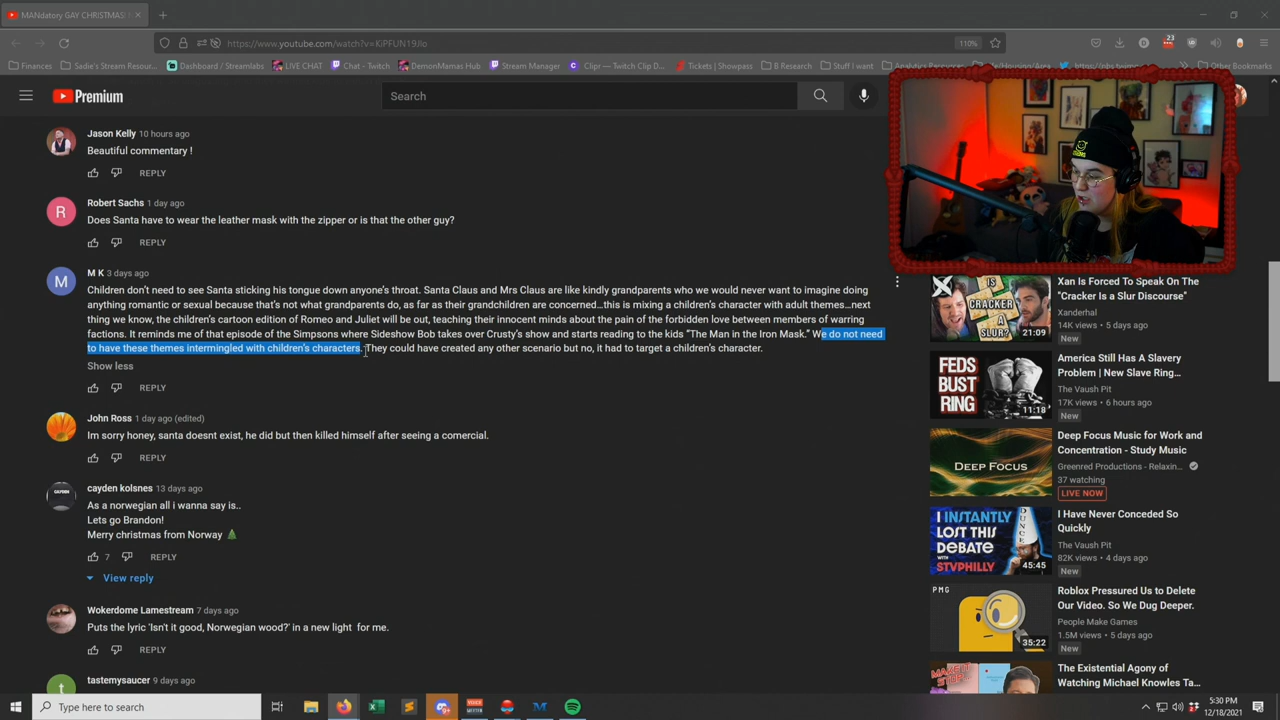 MANdatory GAY CHRISTMAS!
https://www.youtube.com/watch?v=KiPFUN19JIo
110%
23
Finances
Sadie's Stream Resour...
Dashboard / Streamlabs
LIVE CHAT
Chat - Twitch
DemonMamas Hub
Stream Manager
Clipr — Twitch Clip D...
Tickets | Showpass
B Research
Stuff I want
Other Bookmarks
Premium
Search
Jason Kelly 10 hours ago
Beautiful commentary !
REPLY
Robert Sachs 1 day ago
Does Santa have to wear the leather mask with the zipper or is that the other guy?
REPLY
M
M K 3 days ago
Children don't need to see Santa sticking his tongue down anyone's throat. Santa Claus and Mrs Claus are like kindly grandparents who we would never want to imagine doing
anything romantic or sexual because that's not what grandparents do, as far as their grandchildren are concerned...this is mixing a children's character with adult themes...next
thing we know, the children's cartoon edition of Romeo and Juliet will be out, teaching their innocent minds about the pain of the forbidden love between members of warring
factions. It reminds me of that episode of the Simpsons where Sideshow Bob takes over Crusty's show and starts reading to the kids "The Man in the Iron Mask." We do not need
to have these themes intermingled with children's characters. They could have created any other scenario but no, it had to target a children's character.
Show less
REPLY
John Ross 1 day ago (edited)
Im sorry honey, santa doesnt exist, he did but then killed himself after seeing a comercial.
REPLY
cayden kolsnes 13 days ago
As a norwegian all i wanna say is..
Lets go Brandon!
Merry christmas from Norway 🎄
7 REPLY
View reply
Wokerdome Lamestream 7 days ago
Puts the lyric 'Isn't it good, Norwegian wood?' in a new light for me.
REPLY
t
tastemysaucer 9 days ago
IS
CRACKER
A SLUR?
21:09
Xan Is Forced To Speak On The
"Cracker Is a Slur Discourse"
Xanderhal
14K views • 5 days ago
New
FEDS
BUST
RING
11:18
America Still Has A Slavery
Problem | New Slave Ring...
The Vaush Pit
17K views • 6 hours ago
New
DEEP FOCUS
Deep Focus Music for Work and
Concentration - Study Music
Greenred Productions - Relaxin...
37 watching
LIVE NOW
I INSTANTLY
LOST THIS
DEBATE
WITH
STVPHILLY
DUNCE
45:45
I Have Never Conceded So
Quickly
The Vaush Pit
82K views • 4 days ago
New
PMG
35:22
Roblox Pressured Us to Delete
Our Video. So We Dug Deeper.
People Make Games
1.5M views • 5 days ago
New
The Existential Agony of
Watching Michael Knowles Ta...
Type here to search
5:30 PM
12/18/2021